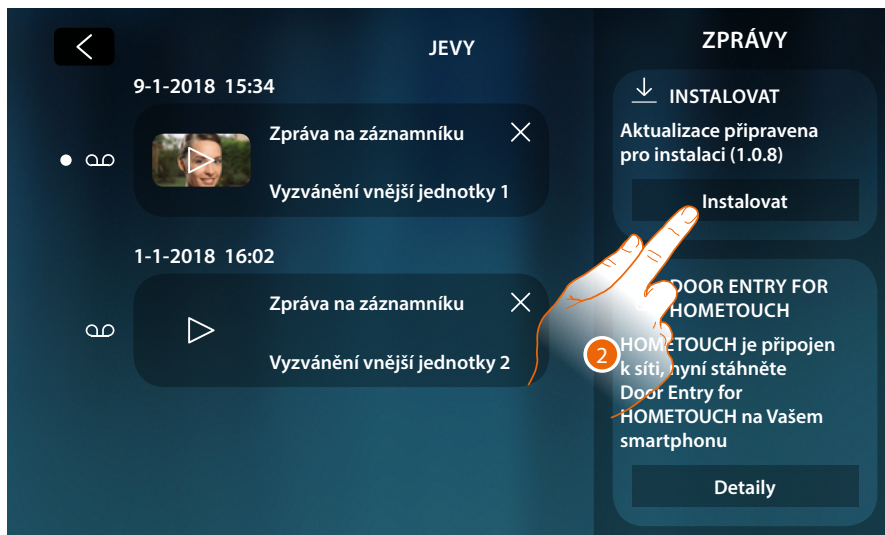 JEVY
9-1-2018 15:34
Zpráva na záznamníku
Vyzvánění vnější jednotky 1
1-1-2018 16:02
Zpráva na záznamníku
Vyzvánění vnější jednotky 2
ZPRÁVY
INSTALOVAT
Aktualizace připravena
pro instalaci (1.0.8)
Instalovat
DOOR ENTRY FOR
HOMETOUCH
HOMETOUCH je připojen
k síti, nyní stáhněte
Door Entry for
HOMETOUCH na Vašem
smartphonu
Detaily
2